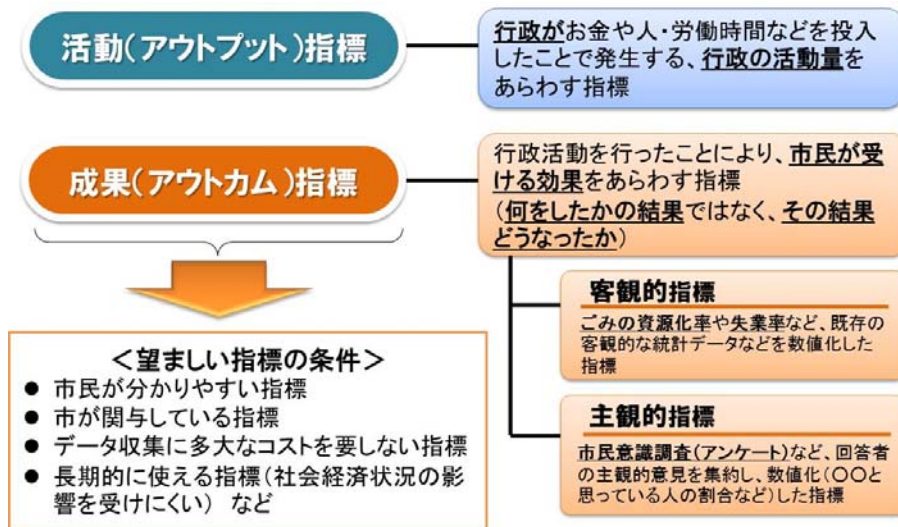 活動(アウトプット)指標
行政がお金や人・労働時間などを投入
したことで発生する、行政の活動量を
あらわす指標
成果(アウトカム)指標
行政活動を行ったことにより、市民が受
ける効果をあらわす指標
(何をしたかの結果ではなく、その結果
どうなったか)
客観的指標
ごみの資源化率や失業率など、既存の
客観的な統計データなどを数値化した
指標
主観的指標
市民意識調査(アンケート)など、回答者
の主観的意見を集約し、数値化(〇〇と
思っている人の割合など)した指標
＜望ましい指標の条件＞
● 市民が分かりやすい指標
● 市が関与している指標
● データ収集に多大なコストを要しない指標
● 長期的に使える指標(社会経済状況の影
響を受けにくい) など